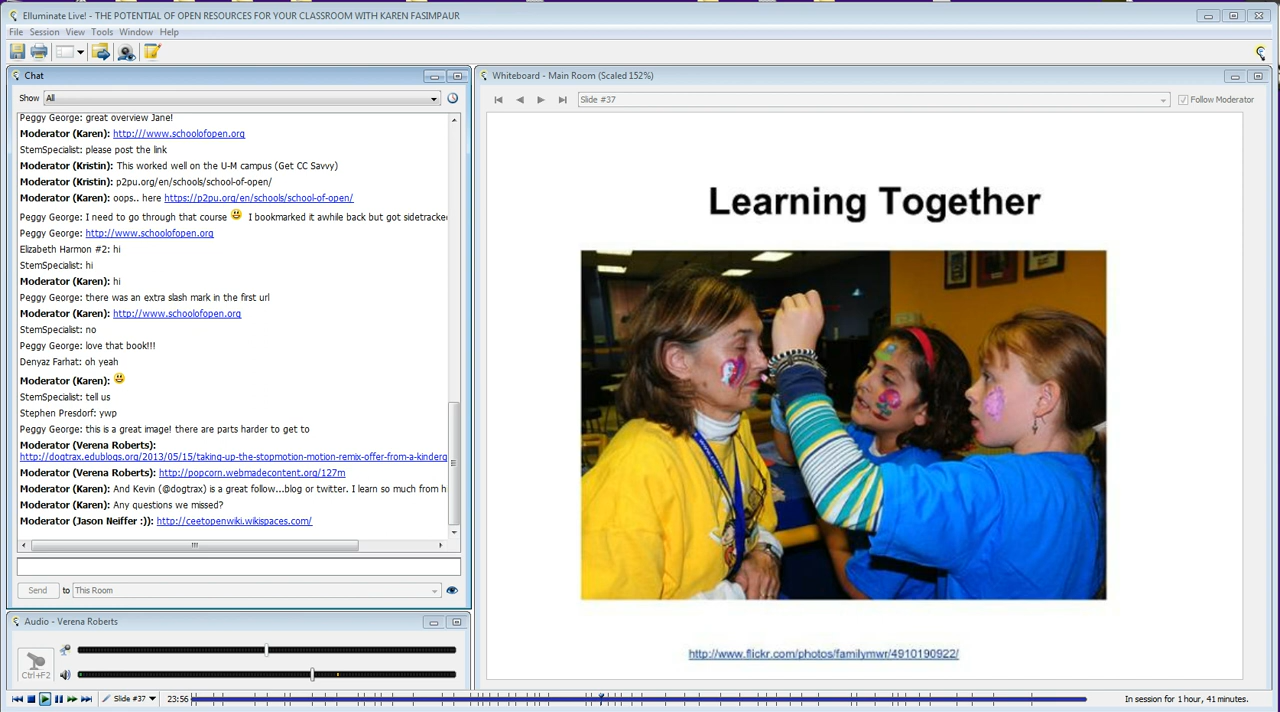 Elluminate Live! - THE POTENTIAL OF OPEN RESOURCES FOR YOUR CLASSROOM WITH KAREN FASIMPAUR
File Session View Tools Window Help
Chat
Show All
Peggy George: great overview Jane!
Moderator (Karen): http:///www.schoolofopen.org
StemSpecialist: please post the link
Moderator (Kristin): This worked well on the U-M campus (Get CC Savvy)
Moderator (Kristin): p2pu.org/en/schools/school-of-open/
Moderator (Karen): oops.. here https://p2pu.org/en/schools/school-of-open/
Peggy George: I need to go through that course I bookmarked it awhile back but got sidetracke
Peggy George: http://www.schoolofopen.org
Elizabeth Harmon #2: hi
StemSpecialist: hi
Moderator (Karen): hi
Peggy George: there was an extra slash mark in the first url
Moderator (Karen): http://www.schoolofopen.org
StemSpecialist: no
Peggy George: love that book!!!
Denyaz Farhat: oh yeah
Moderator (Karen):
StemSpecialist: tell us
Stephen Presdorf: ywp
Peggy George: this is a great image! there are parts harder to get to
Moderator (Verena Roberts):
http://dogtrax.edublogs.org/2013/05/15/taking-up-the-stopmotion-motion-remix-offer-from-a-kinderg
Moderator (Verena Roberts): http://popcorn.webmadecontent.org/127m
Moderator (Karen): And Kevin (@dogtrax) is a great follow...blog or twitter. I learn so much from h
Moderator (Karen): Any questions we missed?
Moderator (Jason Neiffer :)): http://ceetopenwiki.wikispaces.com/
Send to This Room
Audio - Verena Roberts
Ctrl+F2
Whiteboard - Main Room (Scaled 152%)
Slide #37 Follow Moderator
Learning Together
http://www.flickr.com/photos/familymwr/4910190922/
Slide #37 23:56 In session for 1 hour, 41 minutes.